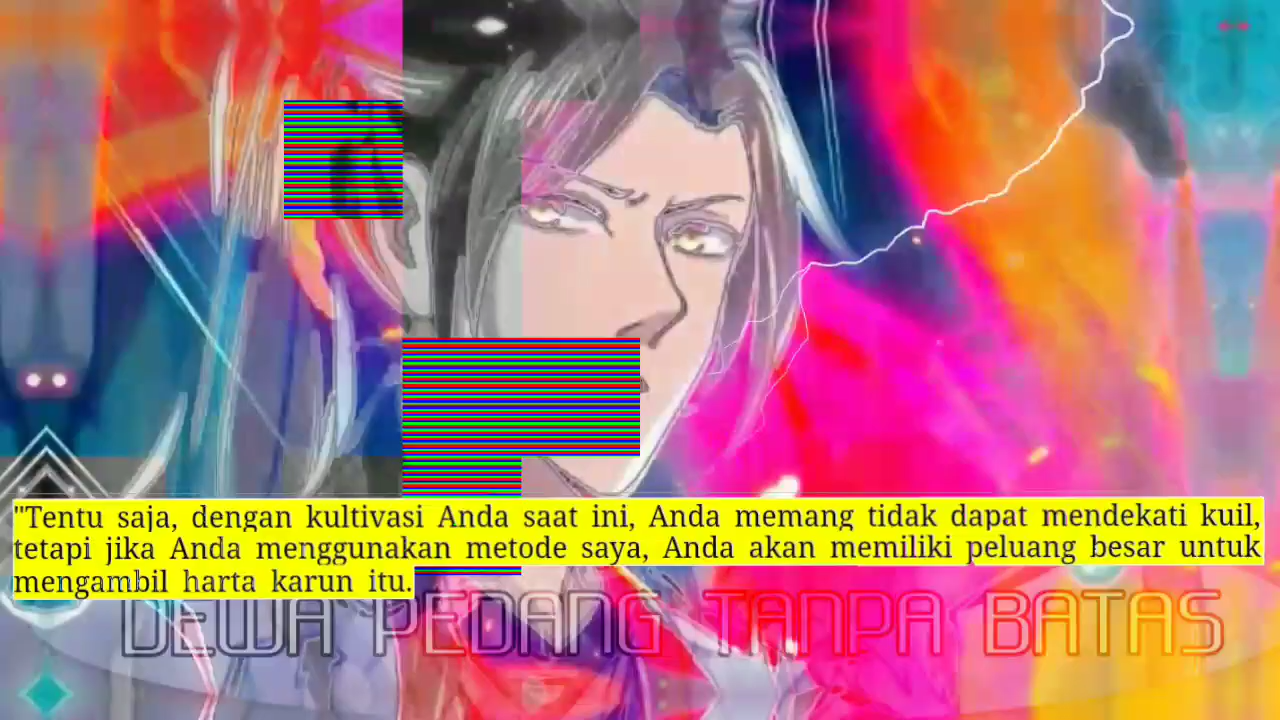 "Tentu saja, dengan kultivasi Anda saat ini, Anda memang tidak dapat mendekati kuil,
tetapi jika Anda menggunakan metode saya, Anda akan memiliki peluang besar untuk
mengambil harta karun itu.
DEWA PEDANG TANPA BATAS